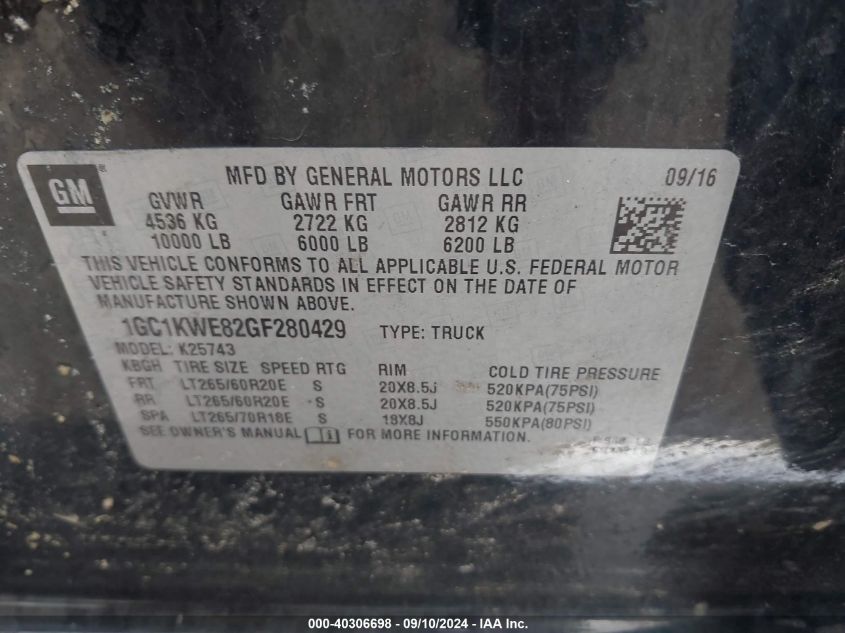 GM
MFD BY GENERAL MOTORS LLC 09/16
GVWR GAWR FRT GAWR RR
4536 KG 2722 KG 2812 KG
10000 LB 6000 LB 6200 LB
THIS VEHICLE CONFORMS TO ALL APPLICABLE U.S. FEDERAL MOTOR
VEHICLE SAFETY STANDARDS IN EFFECT ON THE DATE OF
MANUFACTURE SHOWN ABOVE.
1GC1KWE82GF280429 TYPE: TRUCK
MODEL: K25743
KBGH TIRE SIZE SPEED RTG RIM COLD TIRE PRESSURE
FRT LT265/60R20E S 20X8.5J 520KPA(75PSI)
RR LT265/60R20E S 20X8.5J 520KPA(75PSI)
SPA LT265/70R18E S 18X8J 550KPA(80PSI)
SEE OWNER'S MANUAL FOR MORE INFORMATION.
000-40306698 - 09/10/2024 - IAA Inc.